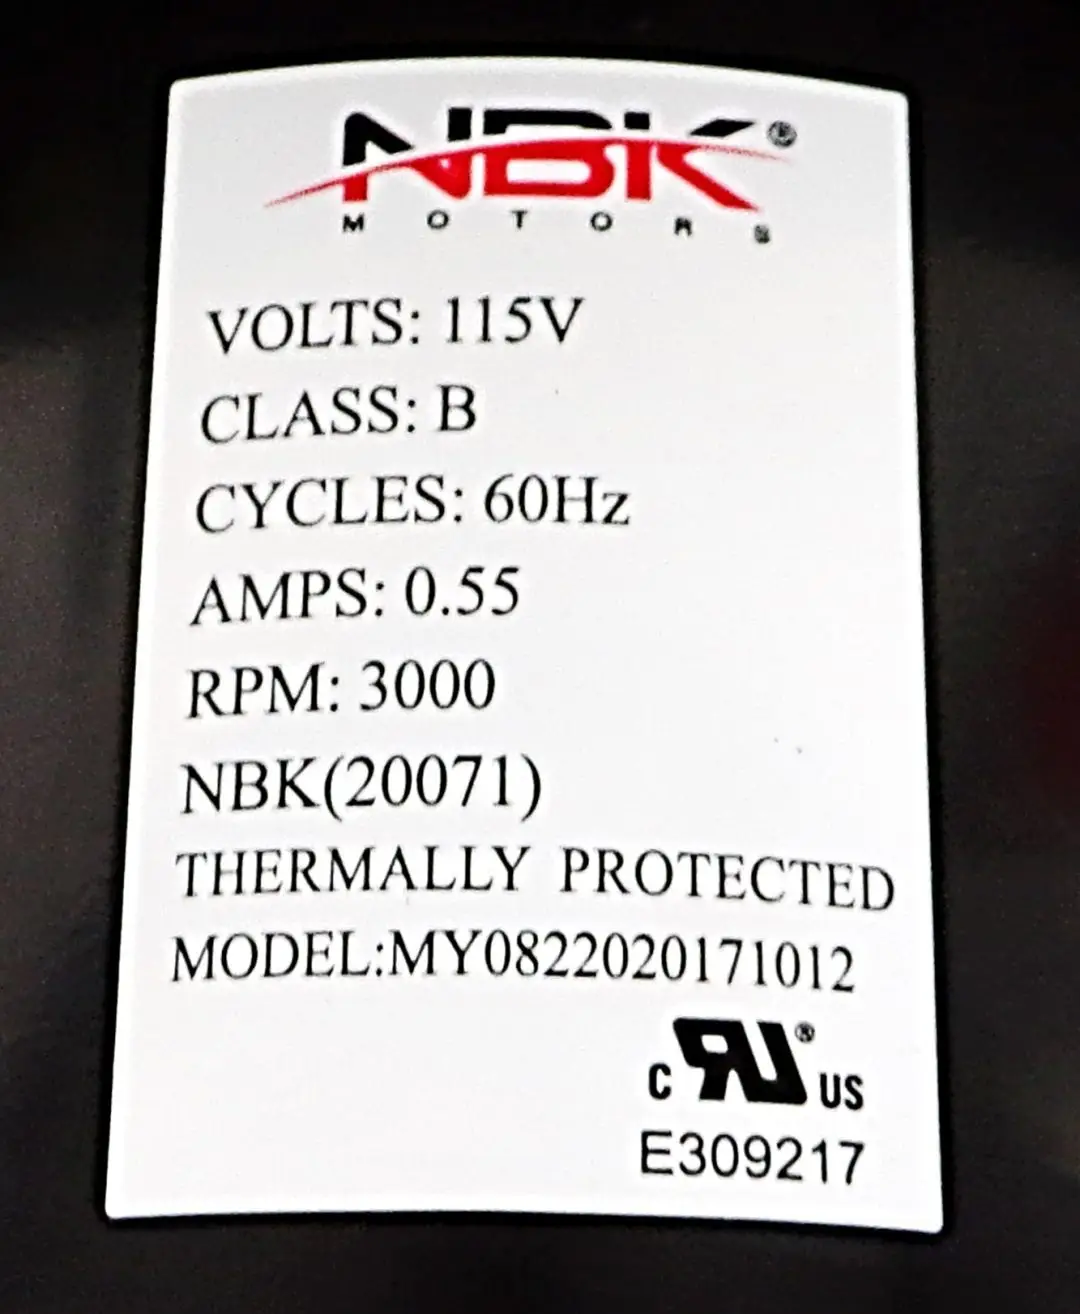 NBK®
MOTORS
VOLTS: 115V
CLASS: B
CYCLES: 60Hz
AMPS: 0.55
RPM: 3000
NBK(20071)
THERMALLY PROTECTED
MODEL:MY0822020171012
c RU® US
E309217